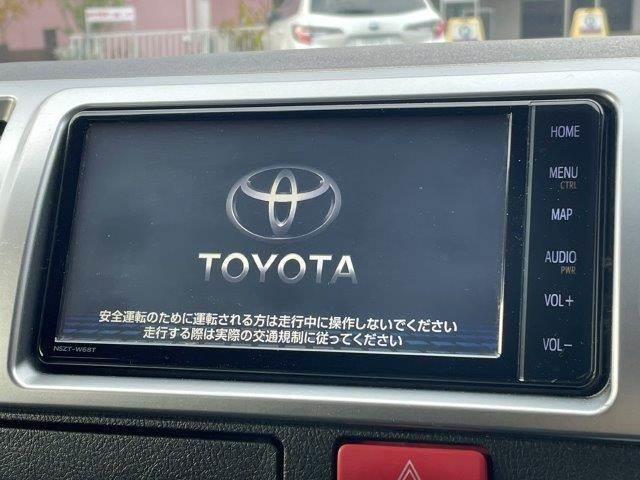 TOYOTA
安全運転のために運転される方は走行中に操作しないでください
走行する際は実際の交通規制に従ってください
NSZT-W68T
HOME
MENU
CTRL
MAP
AUDIO
PWR
VOL+
VOL-